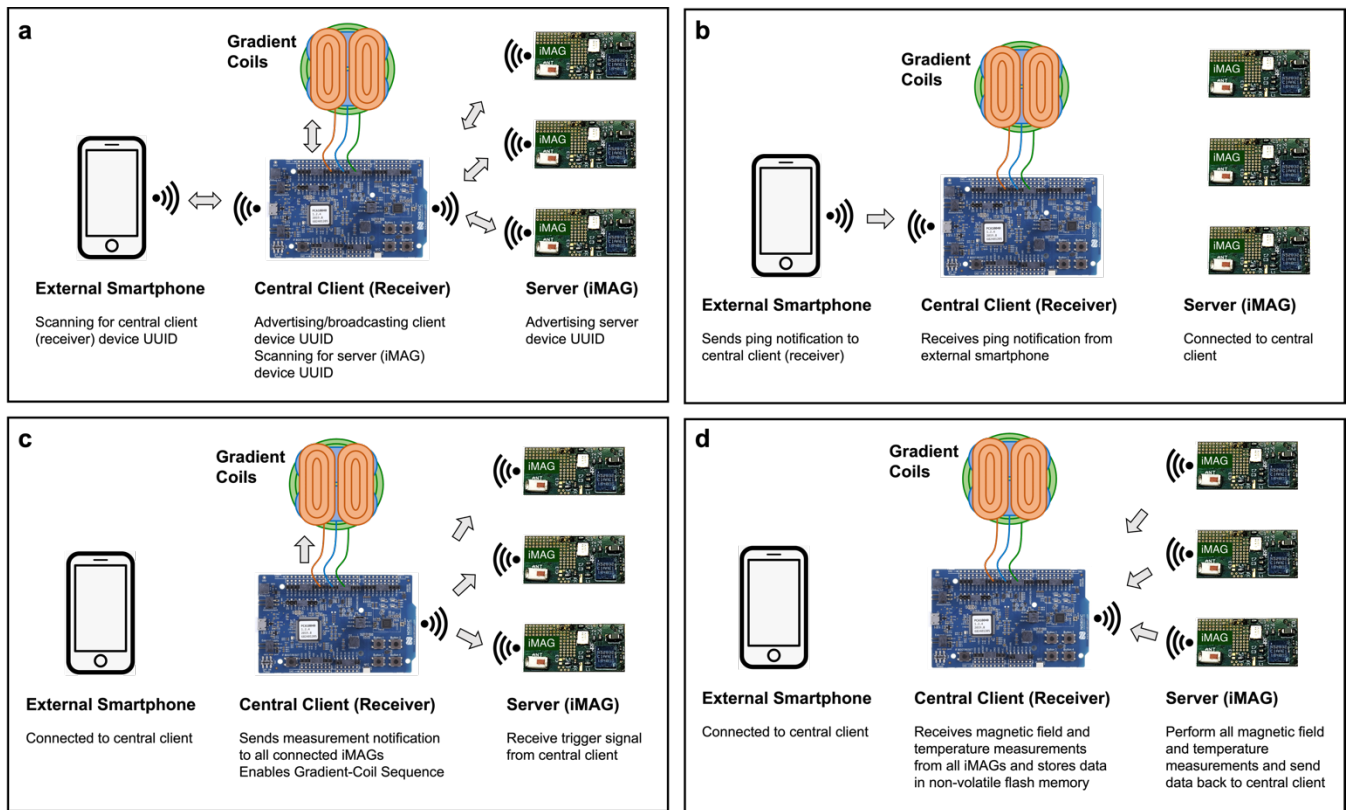 a
Gradient
Coils
iMAG
ANT
iMAG
iMAG
External Smartphone
Scanning for central client
(receiver) device UUID
Central Client (Receiver)
Advertising/broadcasting client
device UUID
Scanning for server (iMAG)
device UUID
Server (iMAG)
Advertising server
device UUID
b
Gradient
Coils
iMAG
iMAG
iMAG
External Smartphone
Sends ping notification to
central client (receiver)
Central Client (Receiver)
Receives ping notification from
external smartphone
Server (iMAG)
Connected to central
client
c
Gradient
Coils
iMAG
iMAG
iMAG
External Smartphone
Connected to central client
Central Client (Receiver)
Sends measurement notification
to all connected iMAGs
Enables Gradient-Coil Sequence
Server (iMAG)
Receive trigger signal
from central client
d
Gradient
Coils
iMAG
iMAG
iMAG
External Smartphone
Connected to central client
Central Client (Receiver)
Receives magnetic field and
temperature measurements
from all iMAGs and stores data
in non-volatile flash memory
Server (iMAG)
Perform all magnetic field
and temperature
measurements and send
data back to central client